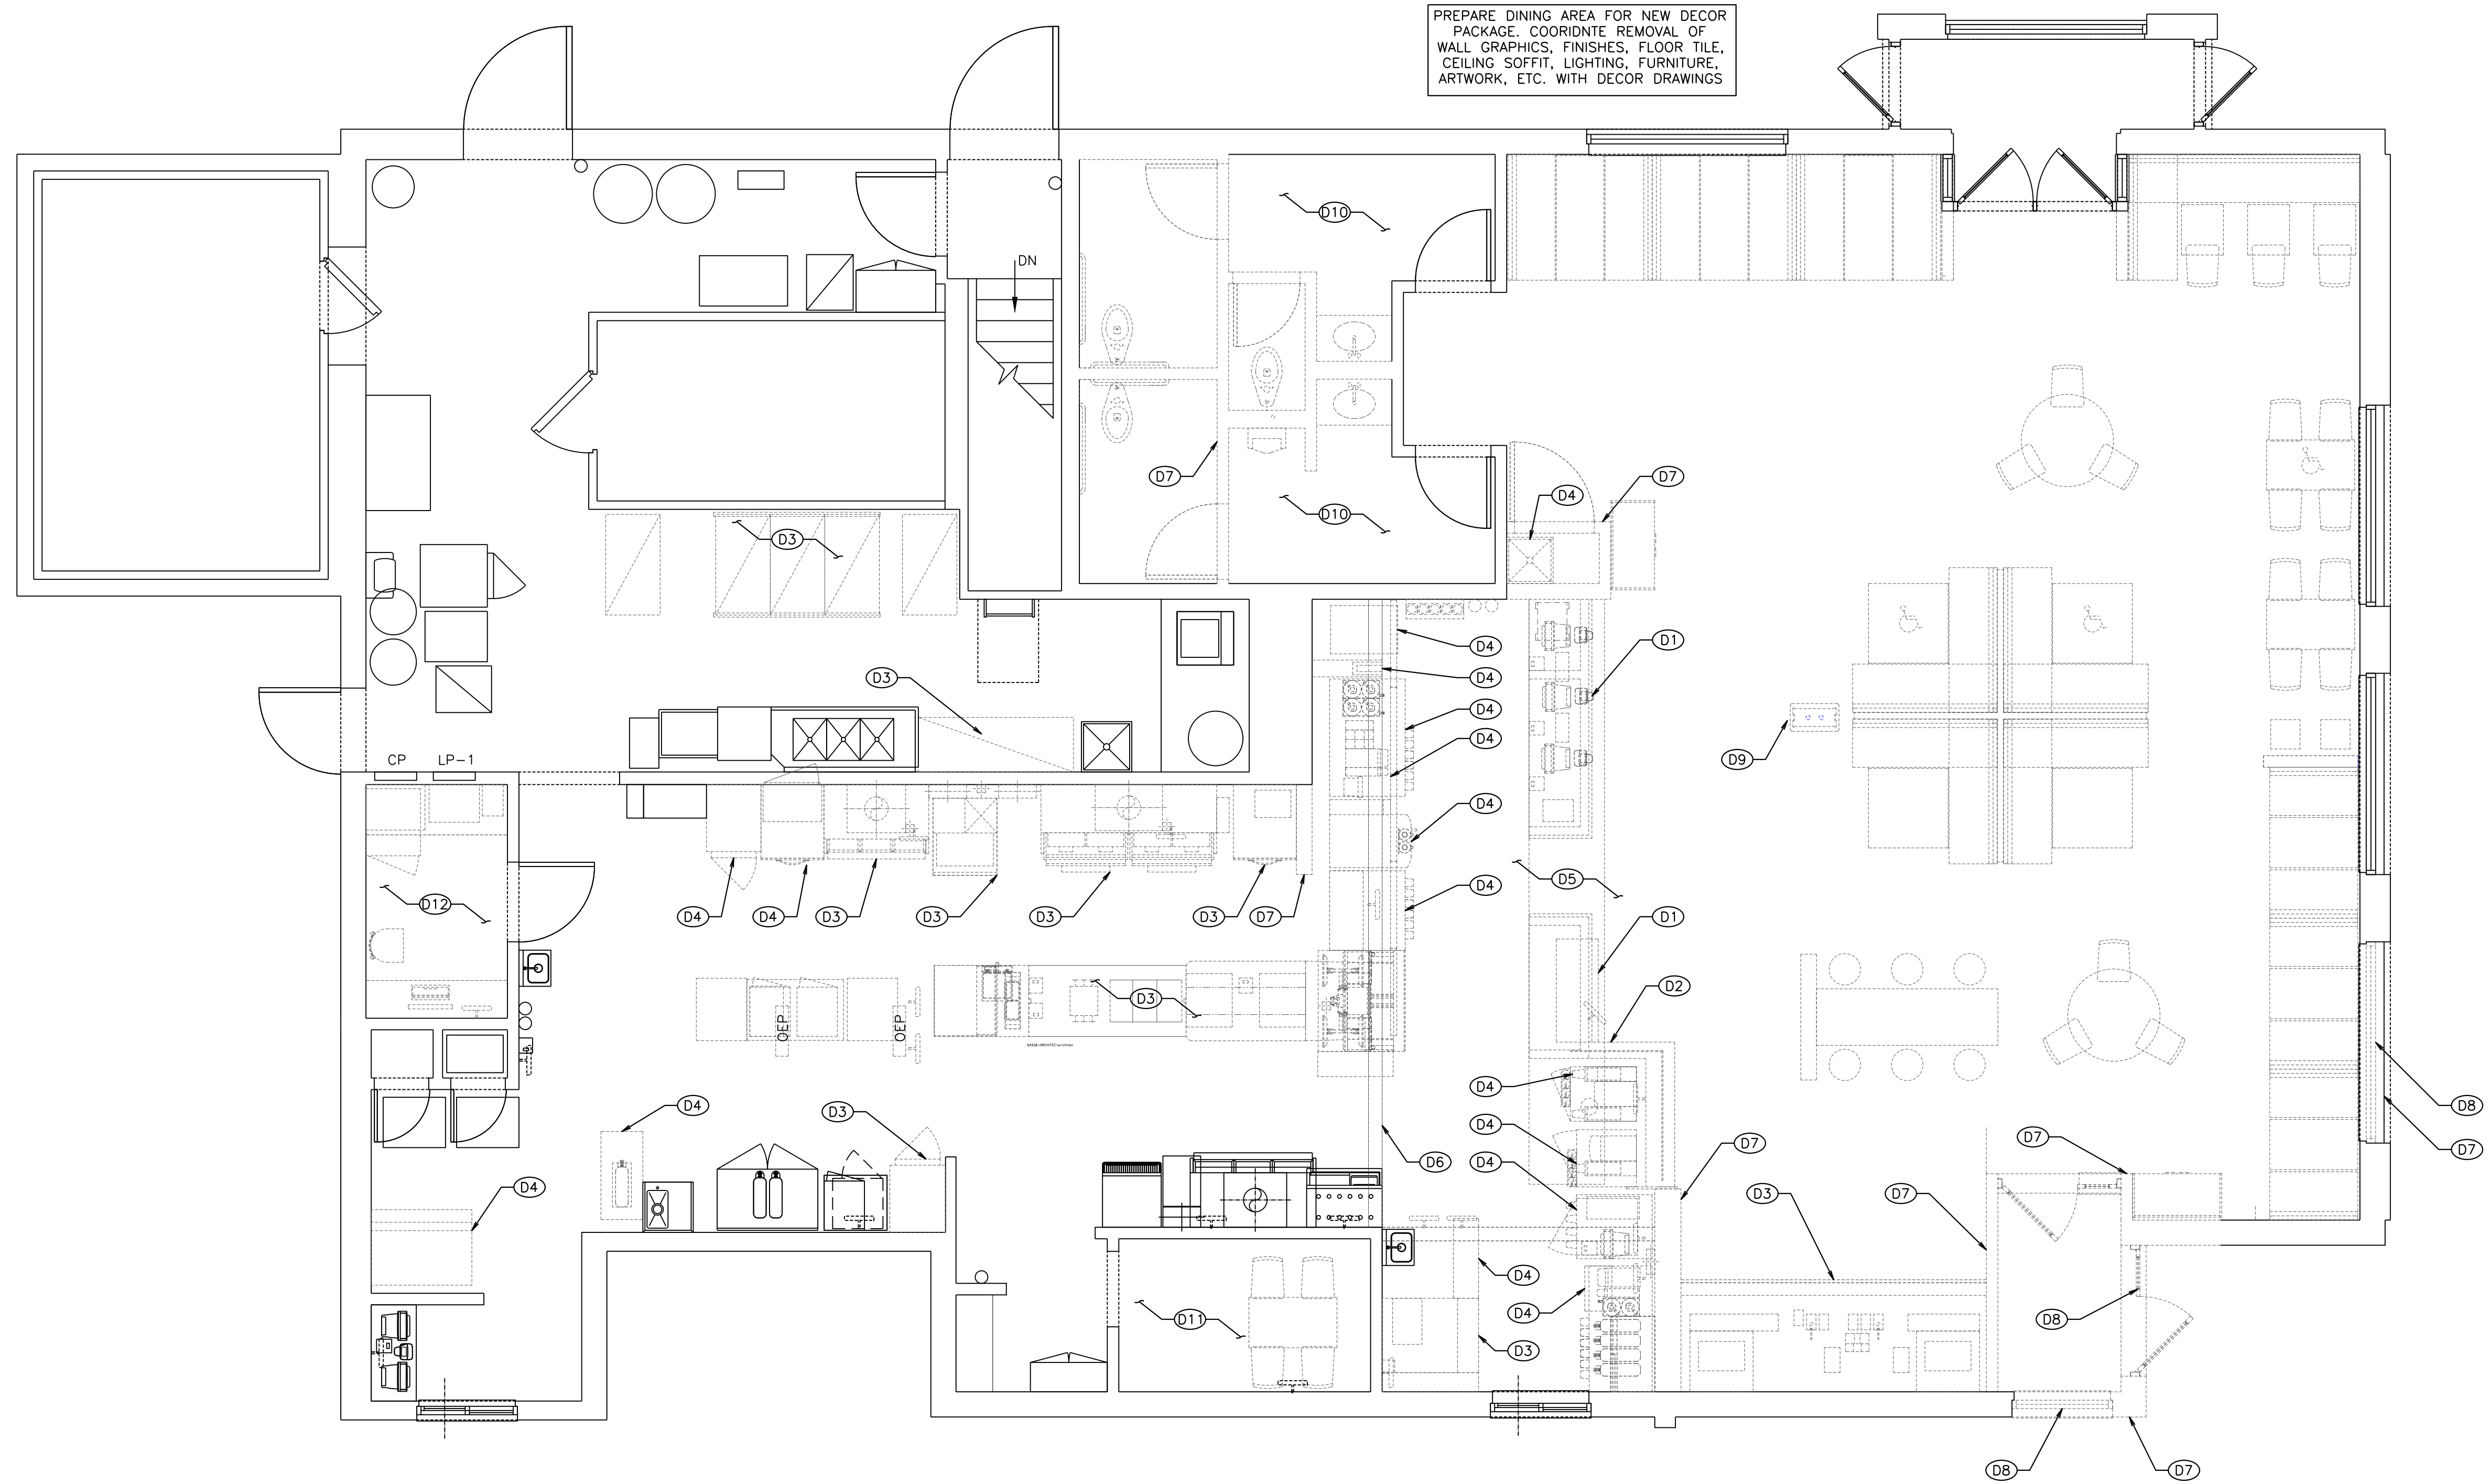 PREPARE DINING AREA FOR NEW DECOR
PACKAGE. COORIDNTE REMOVAL OF
WALL GRAPHICS, FINISHES, FLOOR TILE,
CEILING SOFFIT, LIGHTING, FURNITURE,
ARTWORK, ETC. WITH DECOR DRAWINGS
D10
DN
D7
D4
D7
D10
D3
D1
D4
D3
D4
D4
D4
D9
CP
LP-1
D4
D5
D4
D12
D4
D4
D3
D3
D3
D3
D7
D1
D2
D3
OEP
OEP
D4
D4
D3
D8
D4
D7
D7
D7
D6
D4
D4
D3
D7
D4
D4
D11
D8
D3
D8
D7